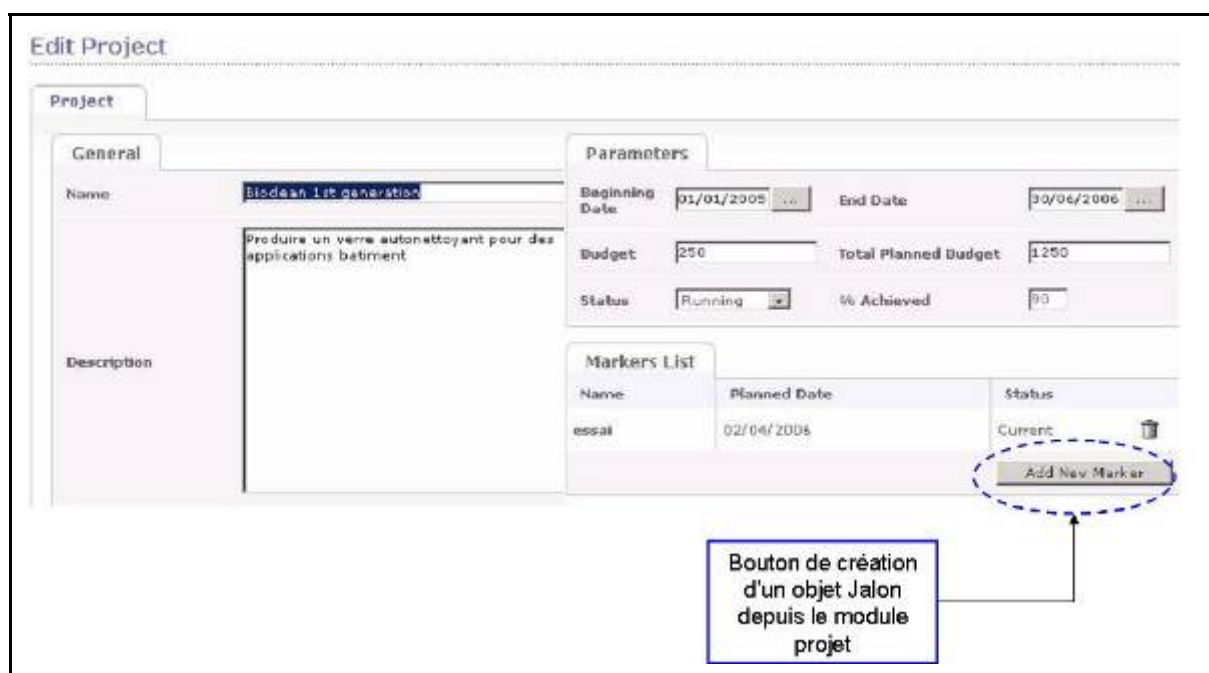 Edit Project
Project
General
Name
Bioclean 1st generation
Description
Produire un verre autonettoyant pour des
applications batiment
Parameters
Beginning
Date
01/01/2005 ...
End Date
30/06/2006 ...
Budget
250
Total Planned Budget
1250
Status
Running
% Achieved
90
Markers List
Name
Planned Date
Status
essai
02/04/2006
Current
Add New Marker
Bouton de création
d'un objet Jalon
depuis le module
projet